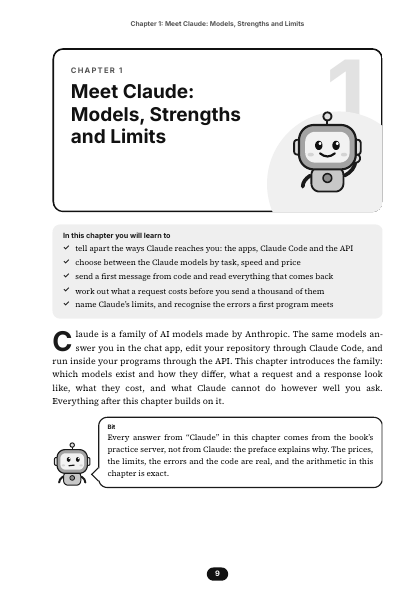 Chapter 1: Meet Claude: Models, Strengths and Limits
CHAPTER 1
1
Meet Claude:
Models, Strengths
and Limits
In this chapter you will learn to
✓ tell apart the ways Claude reaches you: the apps, Claude Code and the API
✓ choose between the Claude models by task, speed and price
✓ send a first message from code and read everything that comes back
✓ work out what a request costs before you send a thousand of them
✓ name Claude's limits, and recognise the errors a first program meets
Claude is a family of AI models made by Anthropic. The same models an-
swer you in the chat app, edit your repository through Claude Code, and
run inside your programs through the API. This chapter introduces the family:
which models exist and how they differ, what a request and a response look
like, what they cost, and what Claude cannot do however well you ask.
Everything after this chapter builds on it.
Bit
Every answer from “Claude” in this chapter comes from the book's
practice server, not from Claude: the preface explains why. The prices,
the limits, the errors and the code are real, and the arithmetic in this
chapter is exact.
9